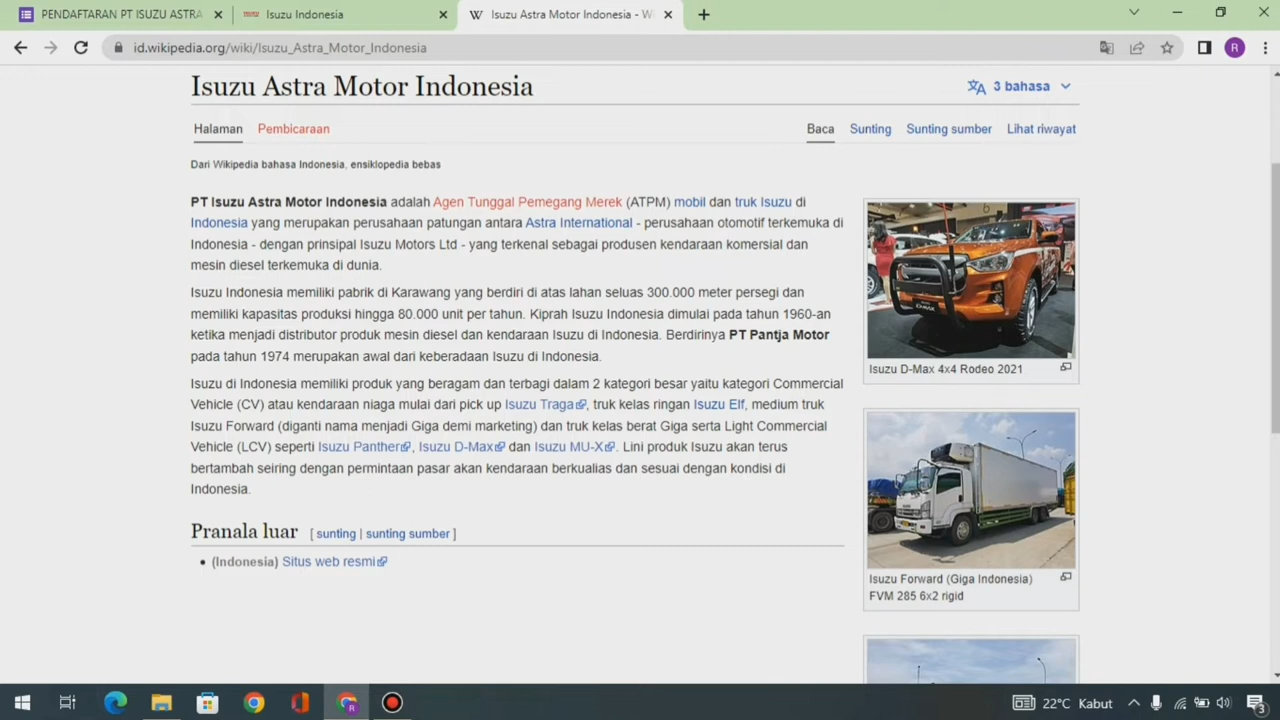 PENDAFTARAN PT ISUZU ASTRA
Isuzu Indonesia
Isuzu Astra Motor Indonesia - W
id.wikipedia.org/wiki/Isuzu_Astra_Motor_Indonesia
R
Isuzu Astra Motor Indonesia
3 bahasa
Halaman Pembicaraan Baca Sunting Sunting sumber Lihat riwayat
Dari Wikipedia bahasa Indonesia, ensiklopedia bebas
PT Isuzu Astra Motor Indonesia adalah Agen Tunggal Pemegang Merek (ATPM) mobil dan truk Isuzu di
Indonesia yang merupakan perusahaan patungan antara Astra International - perusahaan otomotif terkemuka di
Indonesia - dengan prinsipal Isuzu Motors Ltd - yang terkenal sebagai produsen kendaraan komersial dan
mesin diesel terkemuka di dunia.
Isuzu Indonesia memiliki pabrik di Karawang yang berdiri di atas lahan seluas 300.000 meter persegi dan
memiliki kapasitas produksi hingga 80.000 unit per tahun. Kiprah Isuzu Indonesia dimulai pada tahun 1960-an
ketika menjadi distributor produk mesin diesel dan kendaraan Isuzu di Indonesia. Berdirinya PT Pantja Motor
pada tahun 1974 merupakan awal dari keberadaan Isuzu di Indonesia.
Isuzu di Indonesia memiliki produk yang beragam dan terbagi dalam 2 kategori besar yaitu kategori Commercial
Vehicle (CV) atau kendaraan niaga mulai dari pick up Isuzu Traga, truk kelas ringan Isuzu Elf, medium truk
Isuzu Forward (diganti nama menjadi Giga demi marketing) dan truk kelas berat Giga serta Light Commercial
Vehicle (LCV) seperti Isuzu Panther, Isuzu D-Max dan Isuzu MU-X. Lini produk Isuzu akan terus
bertambah seiring dengan permintaan pasar akan kendaraan berkualias dan sesuai dengan kondisi di
Indonesia.
Pranala luar [ sunting | sunting sumber ]
(Indonesia) Situs web resmi
Isuzu D-Max 4x4 Rodeo 2021
Isuzu Forward (Giga Indonesia)
FVM 285 6x2 rigid
22°C Kabut
3